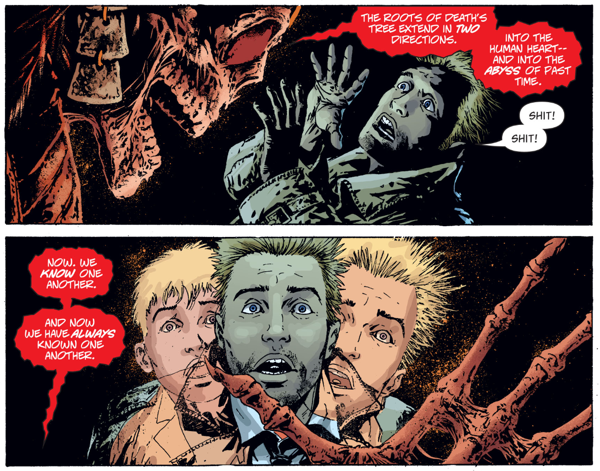 THE ROOTS OF DEATH'S
TREE EXTEND IN TWO
DIRECTIONS.
INTO THE
HUMAN HEART--
AND INTO THE
ABYSS OF PAST
TIME.
SHIT!
SHIT!
NOW. WE
KNOW ONE
ANOTHER.
AND NOW
WE HAVE ALWAYS
KNOWN ONE
ANOTHER.